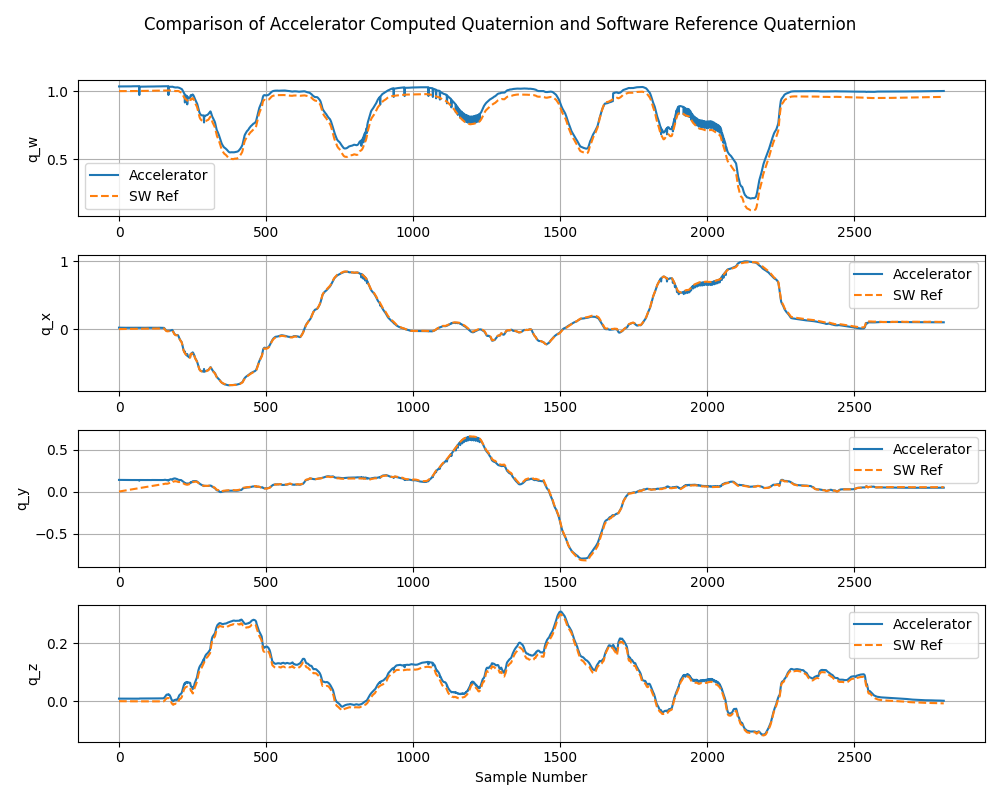 Comparison of Accelerator Computed Quaternion and Software Reference Quaternion
1.0
0.5
q_w
Accelerator
SW Ref
0 500 1000 1500 2000 2500
1
0
q_x
Accelerator
SW Ref
0 500 1000 1500 2000 2500
0.5
0.0
−0.5
q_y
Accelerator
SW Ref
0 500 1000 1500 2000 2500
0.2
0.0
q_z
Accelerator
SW Ref
0 500 1000 1500 2000 2500
Sample Number